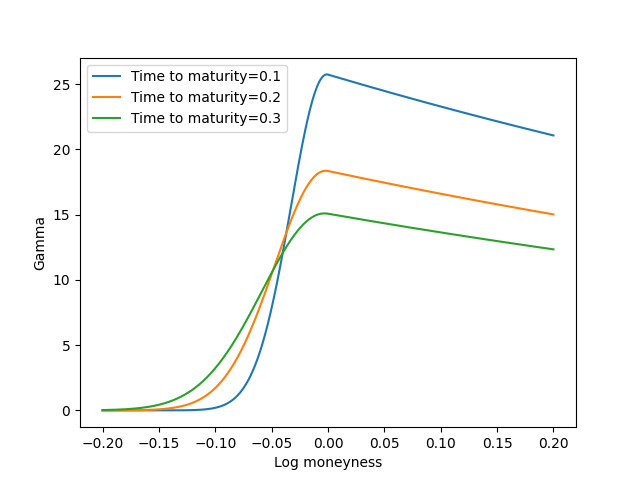 Time to maturity=0.1
Time to maturity=0.2
Time to maturity=0.3
25
20
15
10
5
0
Gamma
−0.20 −0.15 −0.10 −0.05 0.00 0.05 0.10 0.15 0.20
Log moneyness